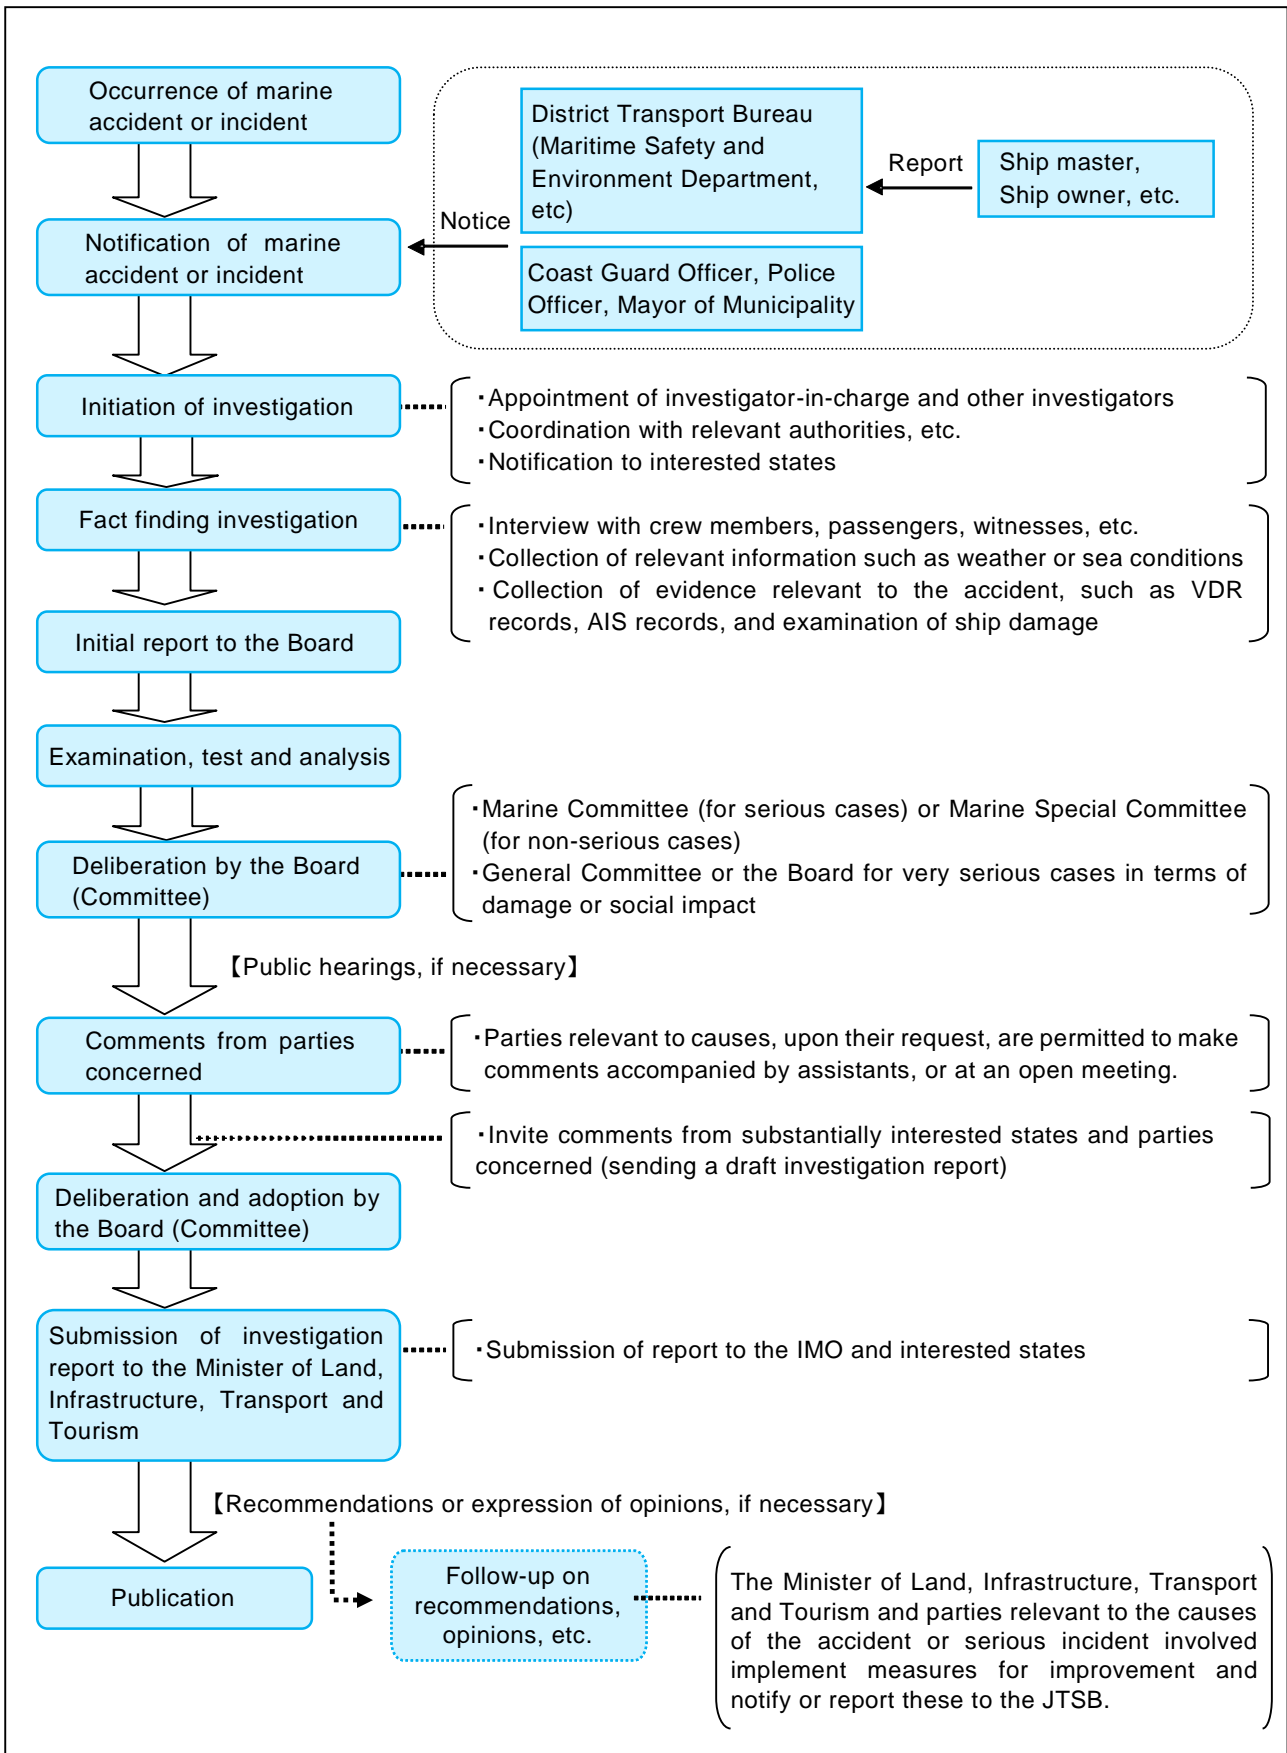 Occurrence of marine
accident or incident
District Transport Bureau
(Maritime Safety and
Environment Department,
etc)
Report
Ship master,
Ship owner, etc.
Notice
Notification of marine
accident or incident
Coast Guard Officer, Police
Officer, Mayor of Municipality
Initiation of investigation
・Appointment of investigator-in-charge and other investigators
・Coordination with relevant authorities, etc.
・Notification to interested states
Fact finding investigation
・Interview with crew members, passengers, witnesses, etc.
・Collection of relevant information such as weather or sea conditions
・Collection of evidence relevant to the accident, such as VDR
records, AIS records, and examination of ship damage
Initial report to the Board
Examination, test and analysis
Deliberation by the Board
(Committee)
・Marine Committee (for serious cases) or Marine Special Committee
(for non-serious cases)
・General Committee or the Board for very serious cases in terms of
damage or social impact
【Public hearings, if necessary】
Comments from parties
concerned
・Parties relevant to causes, upon their request, are permitted to make
comments accompanied by assistants, or at an open meeting.
・Invite comments from substantially interested states and parties
concerned (sending a draft investigation report)
Deliberation and adoption by
the Board (Committee)
Submission of investigation
report to the Minister of Land,
Infrastructure, Transport and
Tourism
・Submission of report to the IMO and interested states
【Recommendations or expression of opinions, if necessary】
Publication
Follow-up on
recommendations,
opinions, etc.
The Minister of Land, Infrastructure, Transport
and Tourism and parties relevant to the causes
of the accident or serious incident involved
implement measures for improvement and
notify or report these to the JTSB.